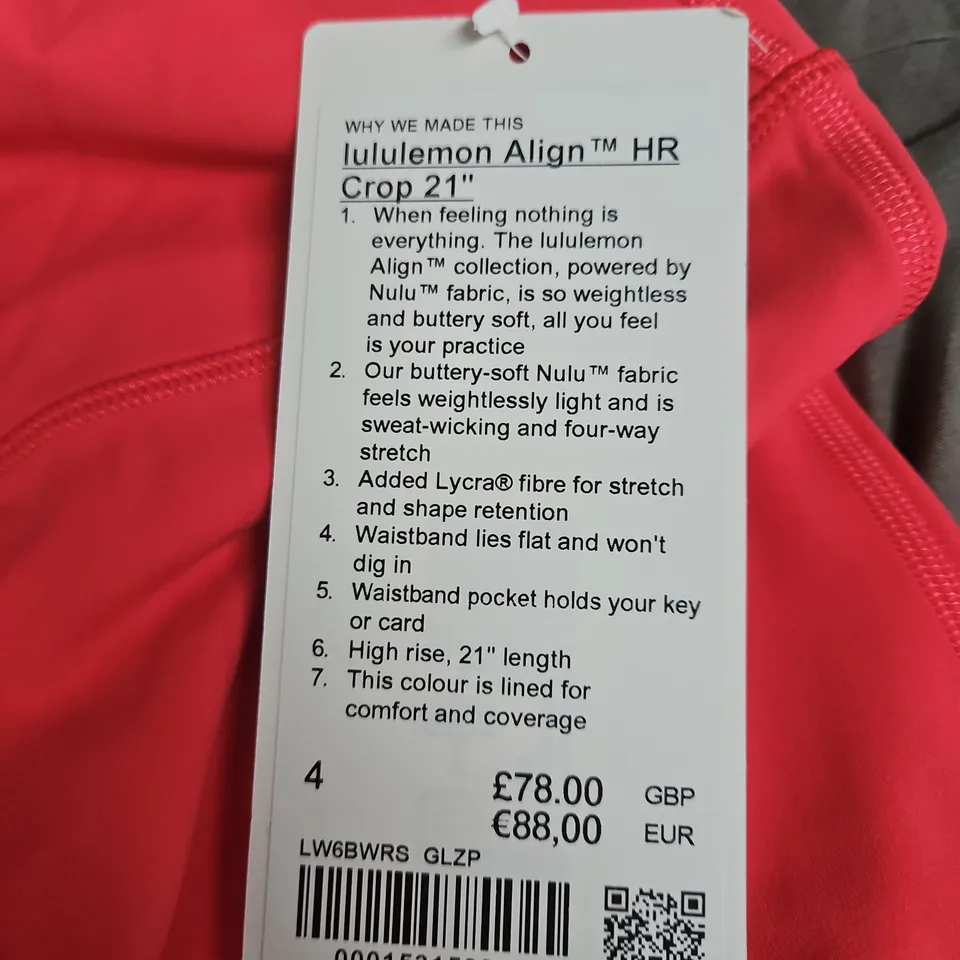 WHY WE MADE THIS
lululemon Align™ HR
Crop 21"
1. When feeling nothing is
everything. The lululemon
Align™ collection, powered by
Nulu™ fabric, is so weightless
and buttery soft, all you feel
is your practice
2. Our buttery-soft Nulu™ fabric
feels weightlessly light and is
sweat-wicking and four-way
stretch
3. Added Lycra® fibre for stretch
and shape retention
4. Waistband lies flat and won't
dig in
5. Waistband pocket holds your key
or card
6. High rise, 21" length
7. This colour is lined for
comfort and coverage
4 £78.00 GBP
€88,00 EUR
LW6BWRS GLZP